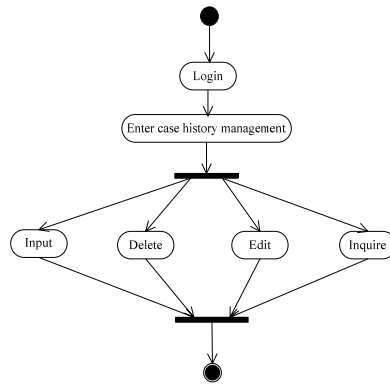 Login
Enter case history management
Input
Delete
Edit
Inquire